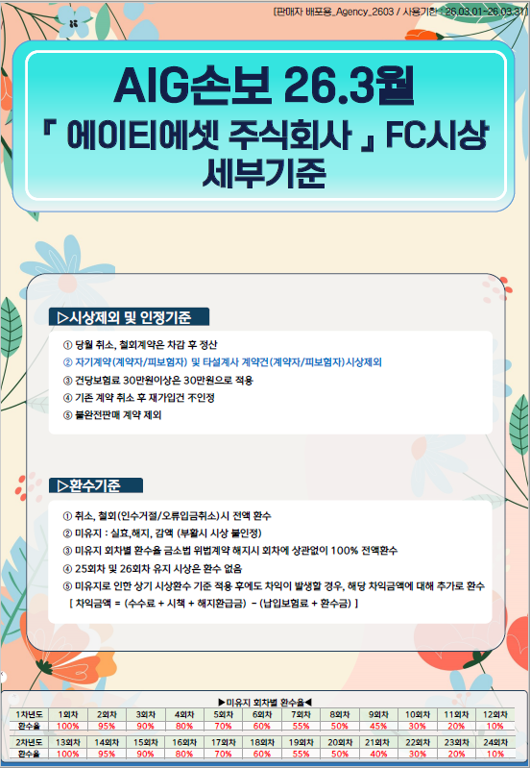 [판매자 배포용_Agency_2603 / 사용기한 : 26.03.01~26.03.31]
AIG손보 26.3월
『 에이티에셋 주식회사 』 FC시상
세부기준
▷시상제외 및 인정기준
① 당월 취소, 철회계약은 차감 후 정산
② 자기계약(계약자/피보험자) 및 타설계사 계약건(계약자/피보험자)시상제외
③ 건당보험료 30만원이상은 30만원으로 적용
④ 기존 계약 취소 후 재가입건 不인정
⑤ 불완전판매 계약 제외
▷환수기준
① 취소, 철회(인수거절/오류입금취소)시 전액 환수
② 미유지 : 실효,해지, 감액 (부활시 시상 불인정)
③ 미유지 회차별 환수율 금소법 위법계약 해지시 회차에 상관없이 100% 전액환수
④ 25회차 및 26회차 유지 시상은 환수 없음
⑤ 미유지로 인한 상기 시상환수 기준 적용 후에도 차익이 발생할 경우, 해당 차익금액에 대해 추가로 환수
[ 차익금액 = (수수료 + 시책 + 해지환급금) - (납입보험료 + 환수금) ]
▶미유지 회차별 환수율◀
1차년도 1회차 2회차 3회차 4회차 5회차 6회차 7회차 8회차 9회차 10회차 11회차 12회차
환수율 100% 95% 90% 80% 70% 60% 55% 50% 45% 30% 20% 10%
2차년도 13회차 14회차 15회차 16회차 17회차 18회차 19회차 20회차 21회차 22회차 23회차 24회차
환수율 100% 95% 90% 80% 70% 60% 55% 50% 40% 30% 20% 10%